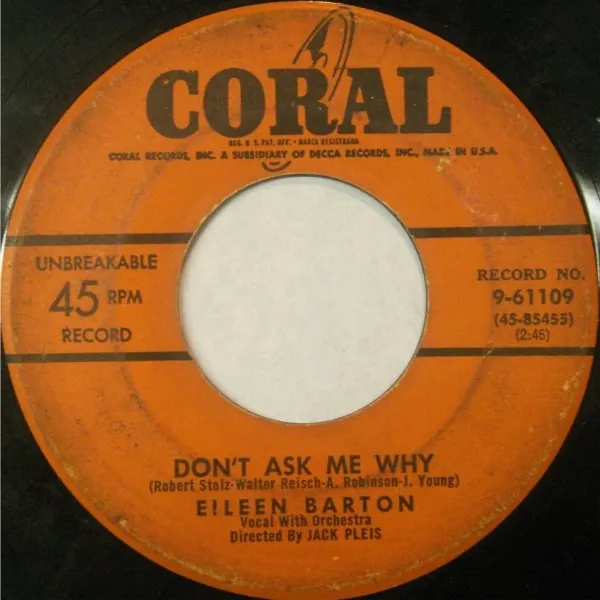 CORAL
REG. U.S. PAT. OFF. • MARCA REGISTRADA
CORAL RECORDS, INC. A SUBSIDIARY OF DECCA RECORDS, INC., MADE IN U.S.A.
UNBREAKABLE
45 RPM
RECORD
RECORD NO.
9-61109
(45-85455)
(2:46)
DON'T ASK ME WHY
(Robert Stolz-Walter Reisch-A. Robinson-J. Young)
EILEEN BARTON
Vocal With Orchestra
Directed By JACK PLEIS